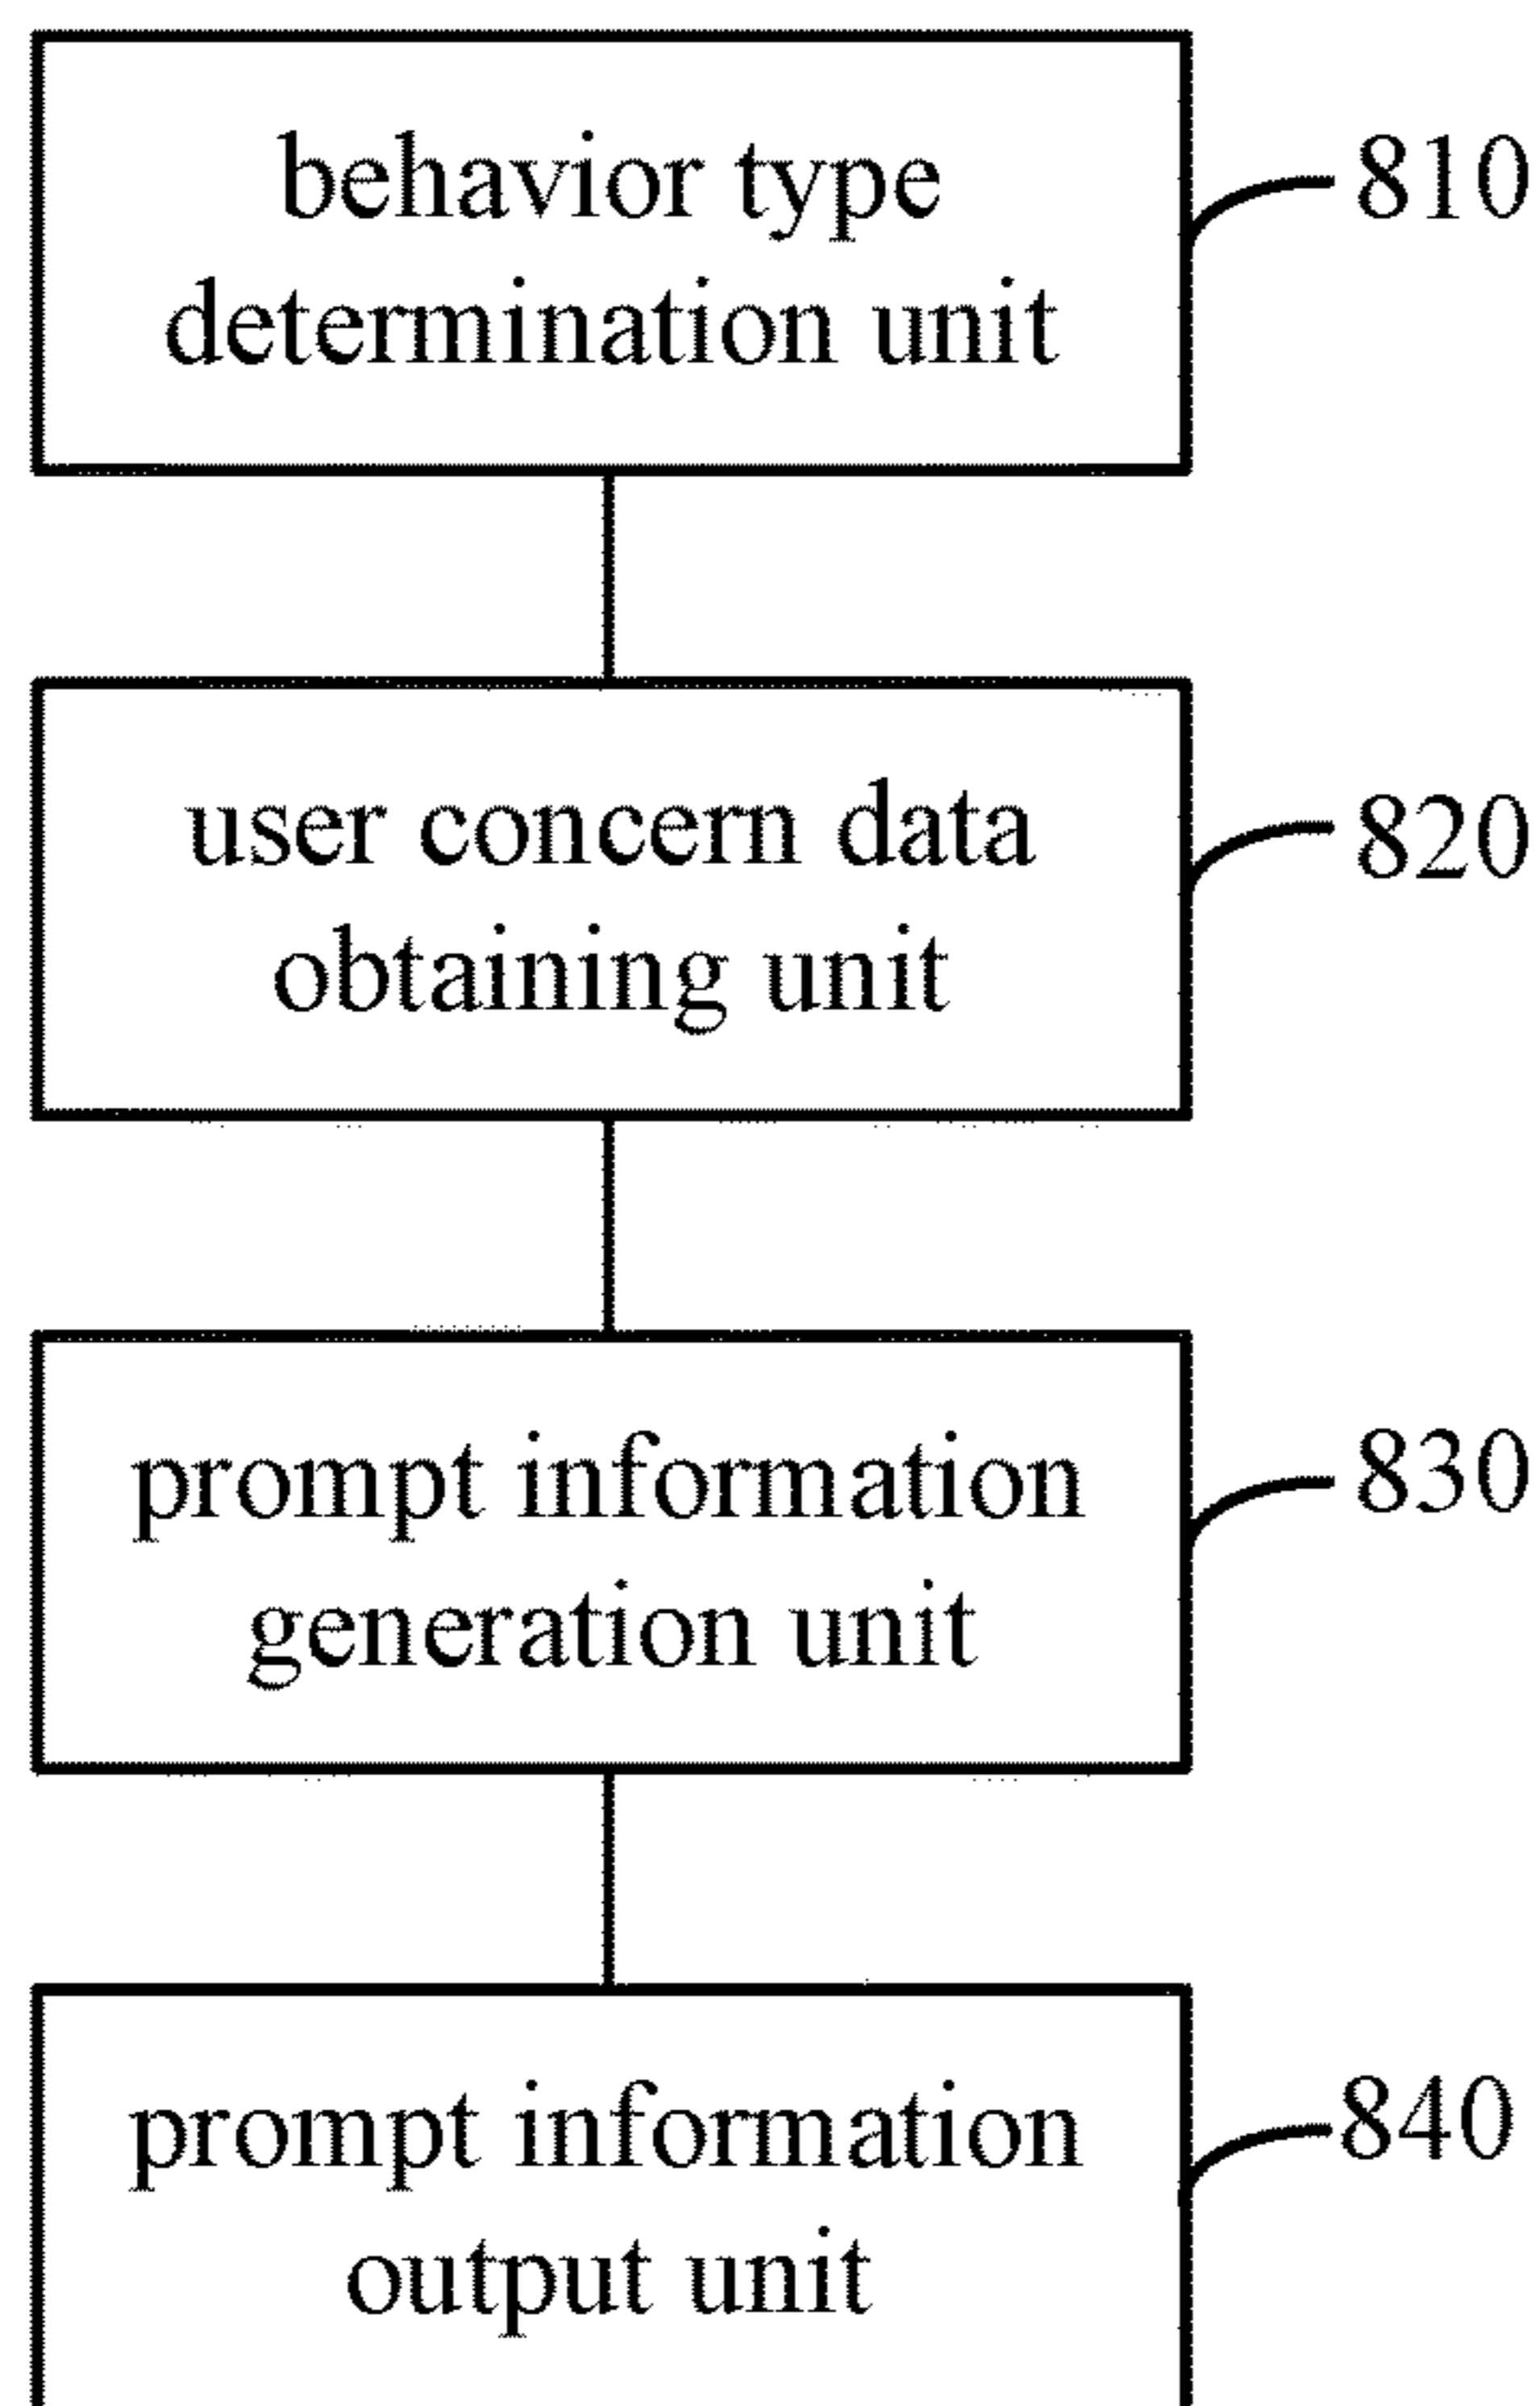 behavior type
determination unit
810
user concern data
obtaining unit
820
prompt information
generation unit
830
prompt information
output unit
840